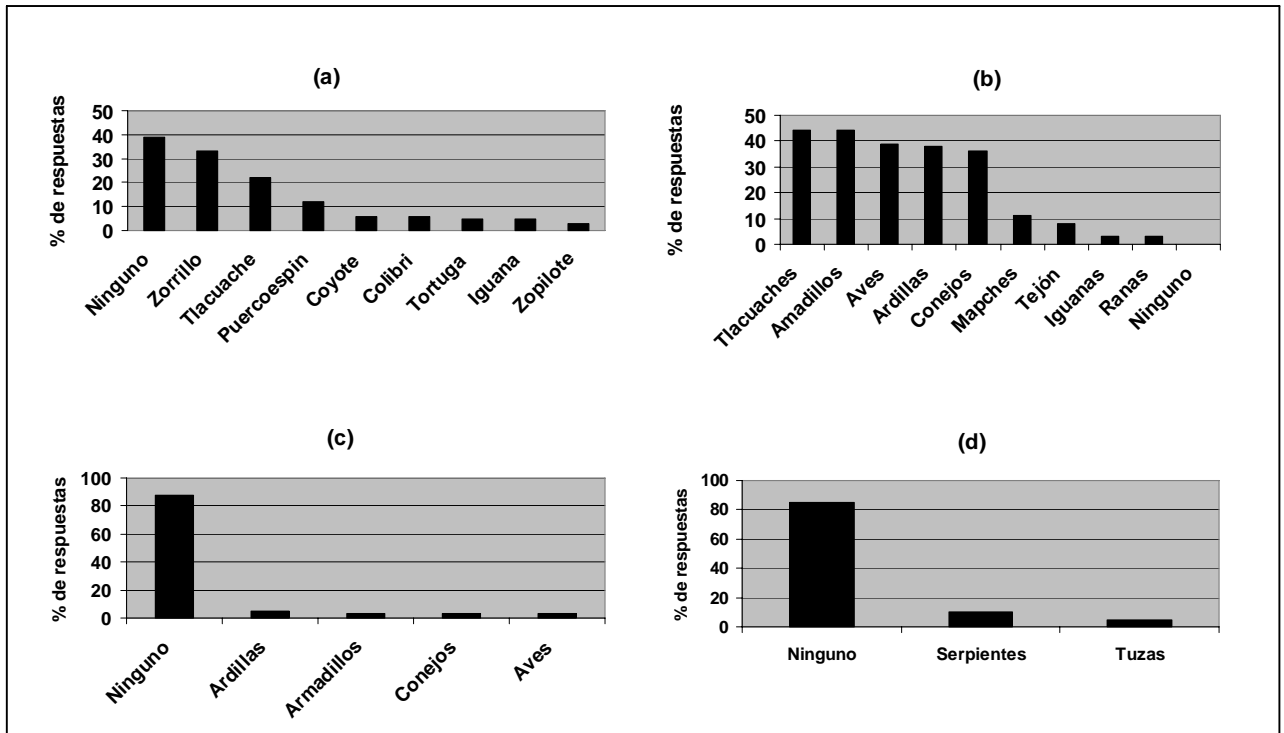 (a)
% de respuestas
50
40
30
20
10
0
Ninguno
Zorrillo
Tlacuache
Puercoespin
Coyote
Colibri
Tortuga
Iguana
Zopilote
(b)
% de respuestas
50
40
30
20
10
0
Tlacuaches
Amadillos
Aves
Ardillas
Conejos
Mapches
Tejón
Iguanas
Ranas
Ninguno
(c)
% de respuestas
100
80
60
40
20
0
Ninguno
Ardillas
Armadillos
Conejos
Aves
(d)
% de respuestas
100
80
60
40
20
0
Ninguno
Serpientes
Tuzas